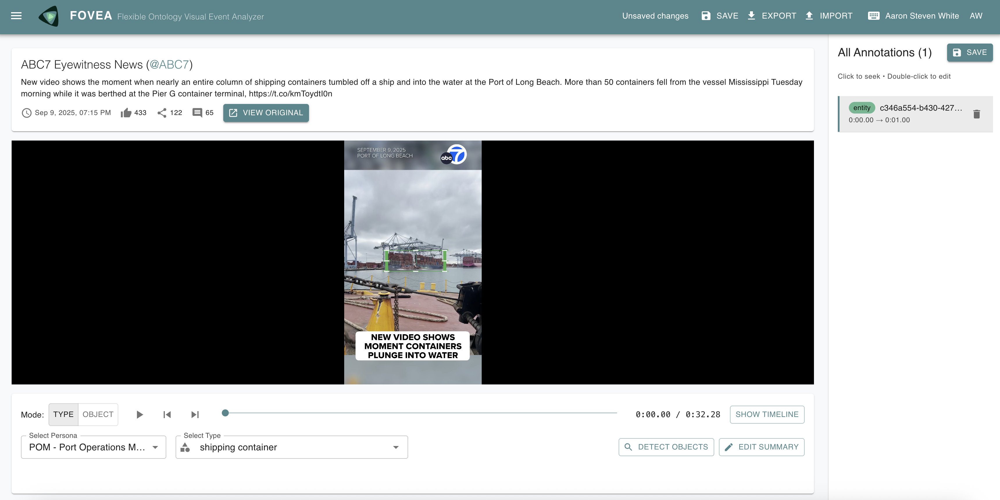 FOVEA Flexible Ontology Visual Event Analyzer
Unsaved changes SAVE EXPORT IMPORT Aaron Steven White AW
ABC7 Eyewitness News (@ABC7)
New video shows the moment when nearly an entire column of shipping containers tumbled off a ship and into the water at the Port of Long Beach. More than 50 containers fell from the vessel Mississippi Tuesday
morning while it was berthed at the Pier G container terminal, https://t.co/kmToydtI0n
Sep 9, 2025, 07:15 PM 433 122 65 VIEW ORIGINAL
SEPTEMBER 9, 2025
PORT OF LONG BEACH
abc 7
NEW VIDEO SHOWS
MOMENT CONTAINERS
PLUNGE INTO WATER
Mode: TYPE OBJECT 0:00.00 / 0:32.28 SHOW TIMELINE
Select Persona
POM - Port Operations M...
Select Type
shipping container
DETECT OBJECTS EDIT SUMMARY
All Annotations (1) SAVE
Click to seek • Double-click to edit
entity c346a554-b430-427...
0:00.00 → 0:01.00